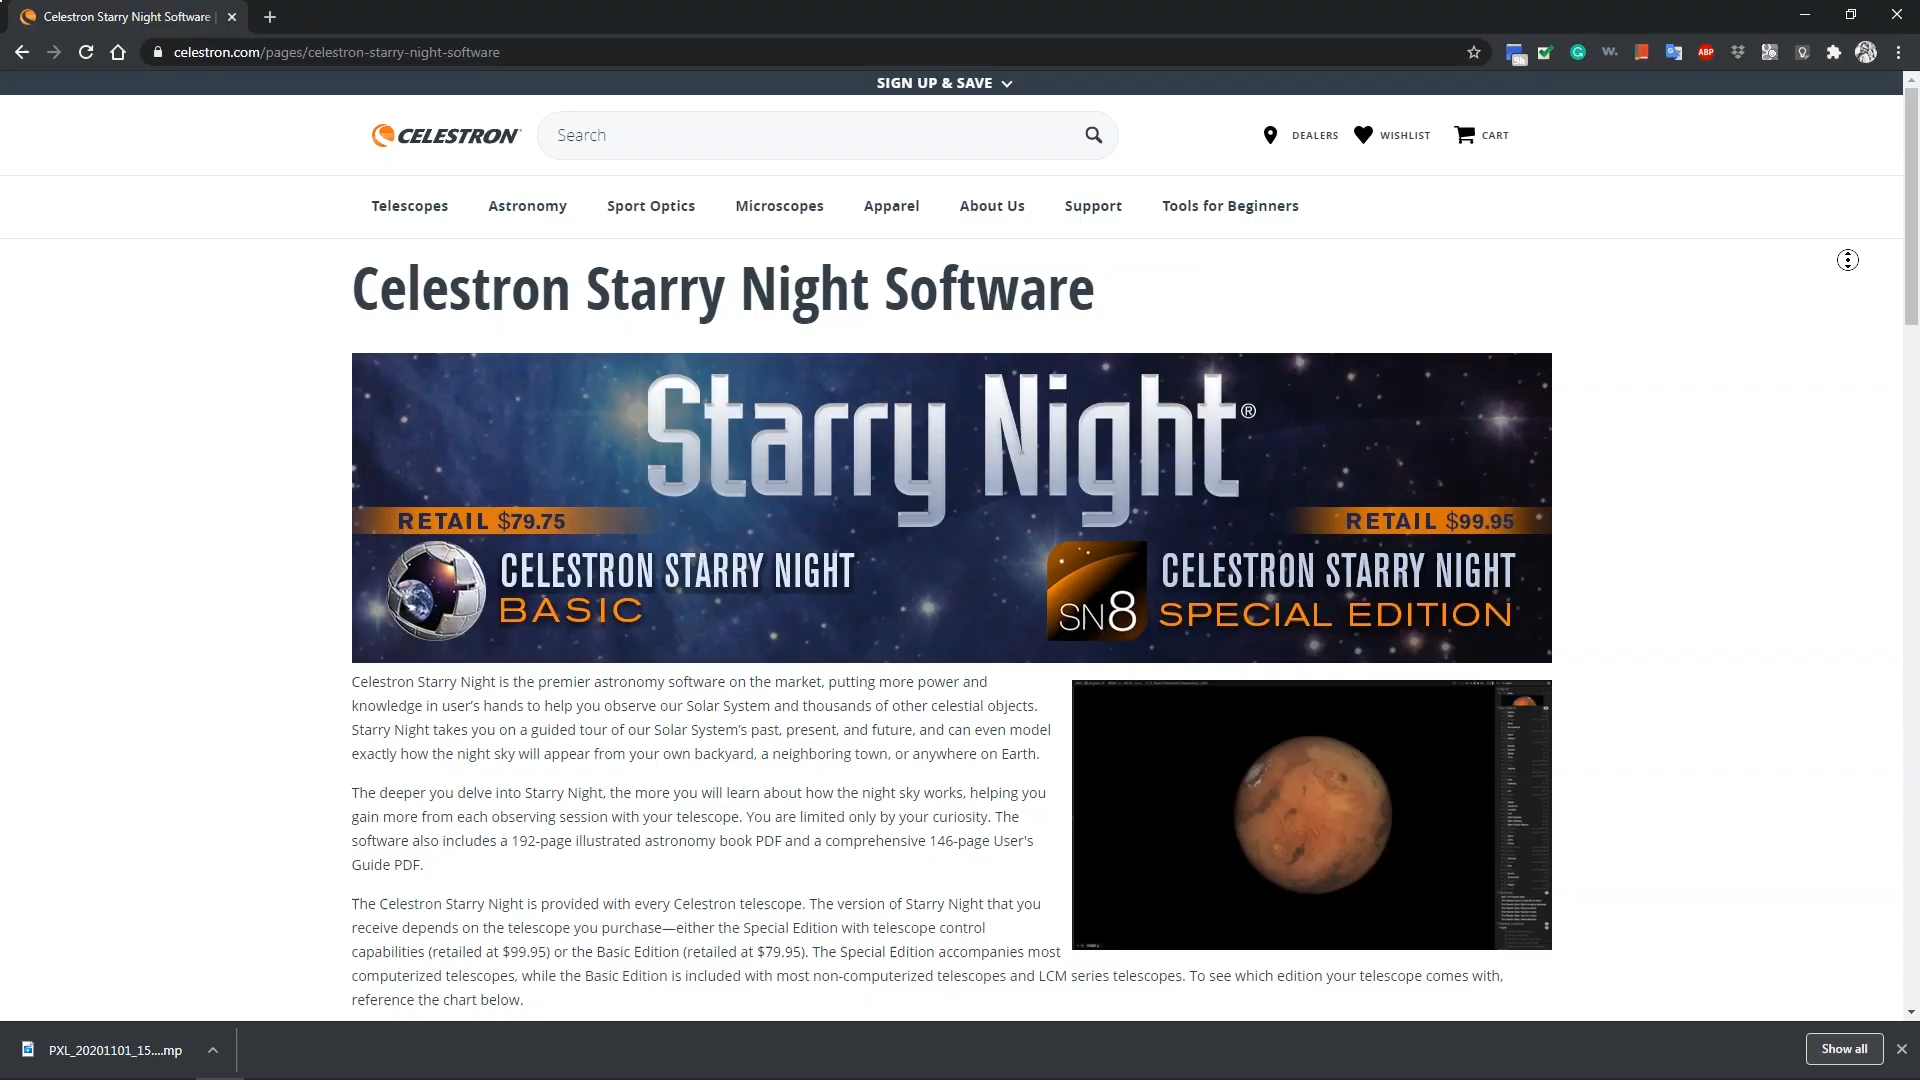 Celestron Starry Night Software |
celestron.com/pages/celestron-starry-night-software
9h
ABP
SIGN UP & SAVE
CELESTRON
Search
DEALERS
WISHLIST
CART
Telescopes
Astronomy
Sport Optics
Microscopes
Apparel
About Us
Support
Tools for Beginners
Celestron Starry Night Software
Starry Night®
RETAIL $79.75
RETAIL $99.95
CELESTRON STARRY NIGHT
BASIC
SN8
CELESTRON STARRY NIGHT
SPECIAL EDITION
Celestron Starry Night is the premier astronomy software on the market, putting more power and
knowledge in user's hands to help you observe our Solar System and thousands of other celestial objects.
Starry Night takes you on a guided tour of our Solar System's past, present, and future, and can even model
exactly how the night sky will appear from your own backyard, a neighboring town, or anywhere on Earth.
The deeper you delve into Starry Night, the more you will learn about how the night sky works, helping you
gain more from each observing session with your telescope. You are limited only by your curiosity. The
software also includes a 192-page illustrated astronomy book PDF and a comprehensive 146-page User's
Guide PDF.
The Celestron Starry Night is provided with every Celestron telescope. The version of Starry Night that you
receive depends on the telescope you purchase—either the Special Edition with telescope control
capabilities (retailed at $99.95) or the Basic Edition (retailed at $79.95). The Special Edition accompanies most
computerized telescopes, while the Basic Edition is included with most non-computerized telescopes and LCM series telescopes. To see which edition your telescope comes with,
reference the chart below.
PXL_20201101_15....mp
Show all